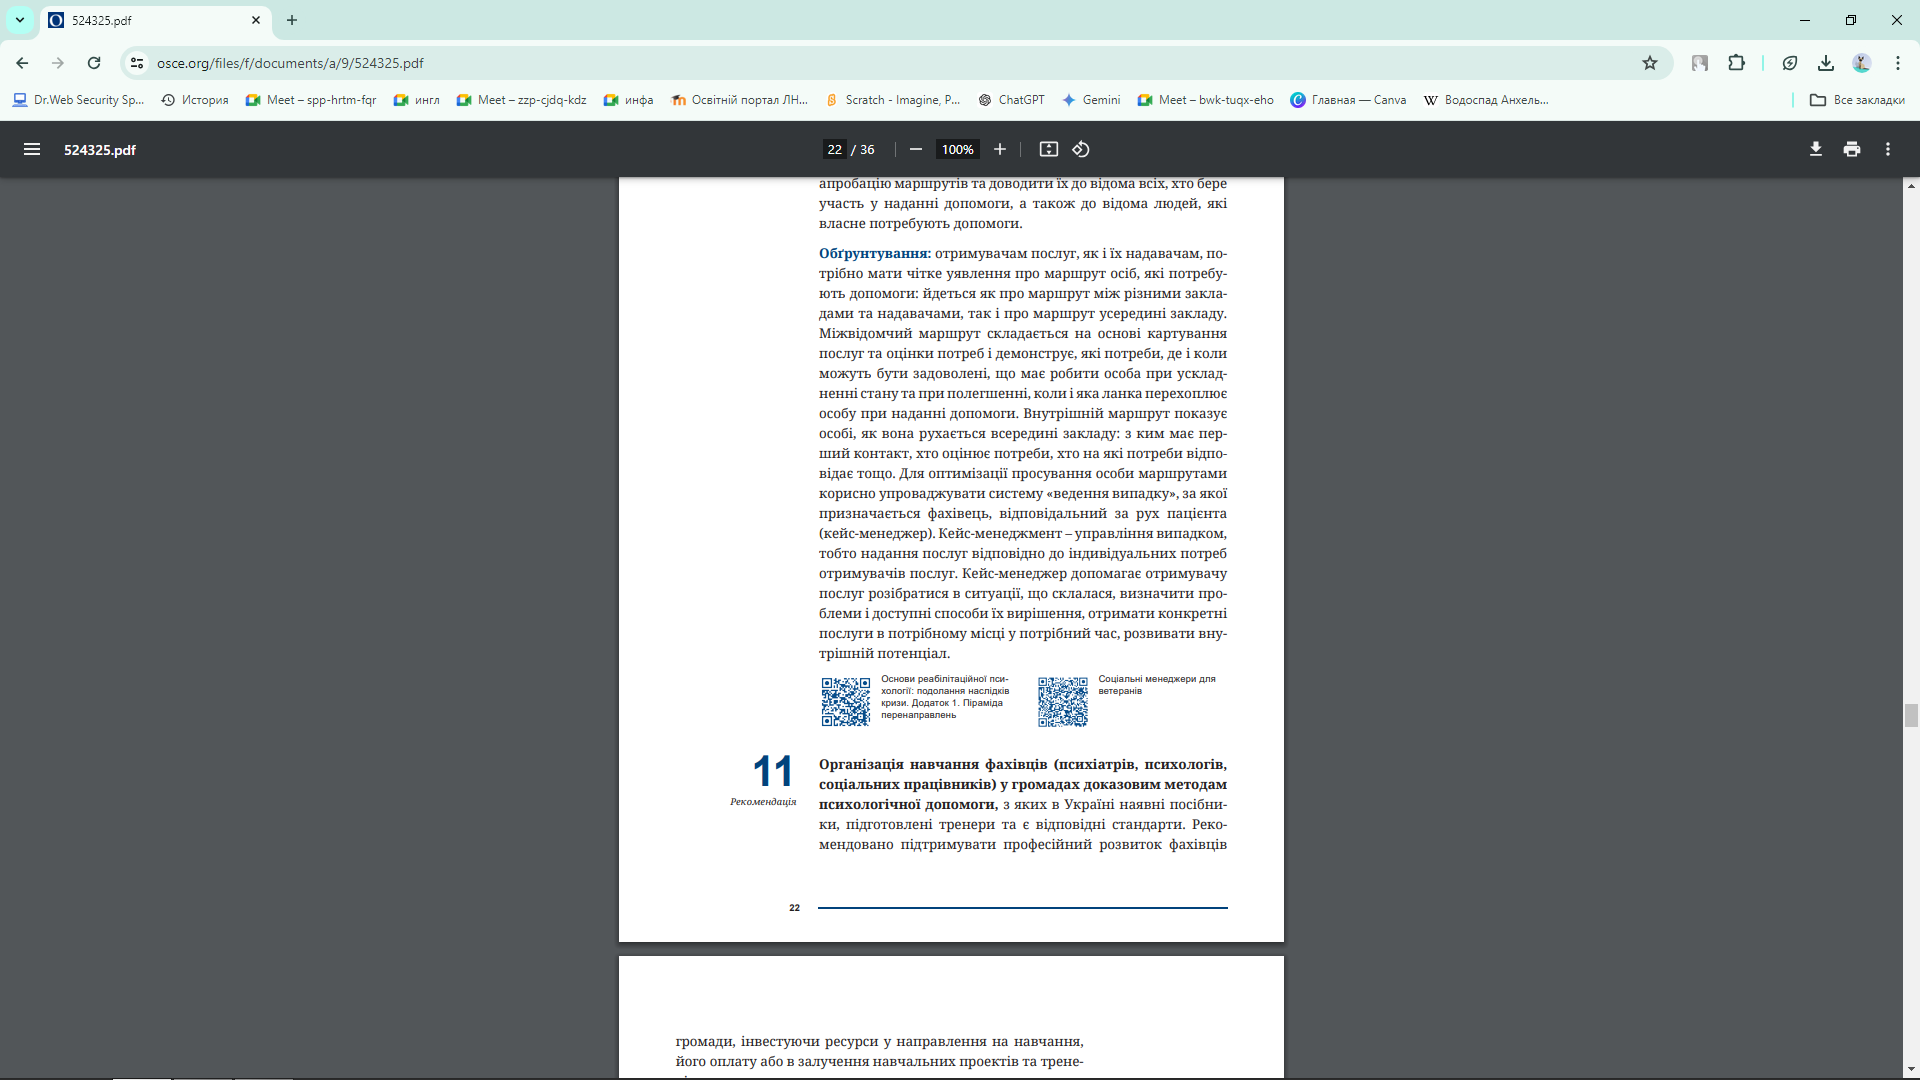 524325.pdf
osce.org/files/f/documents/a/9/524325.pdf
Dr.Web Security Sp...
История
Meet – spp-hrtm-fqr
ингл
Meet – zzp-cjdq-kdz
инфа
Освітній портал ЛН...
Scratch - Imagine, P...
ChatGPT
Gemini
Meet – bwk-tuqx-eho
Главная — Canva
Водоспад Анхель...
Все закладки
524325.pdf
22 / 36
100%
апробацію маршрутів та доводити їх до відома всіх, хто бере
участь у наданні допомоги, а також до відома людей, які
власне потребують допомоги.
Обґрунтування: отримувачам послуг, як і їх надавачам, по-
трібно мати чітке уявлення про маршрут осіб, які потребу-
ють допомоги: йдеться як про маршрут між різними закла-
дами та надавачами, так і про маршрут усередині закладу.
Міжвідомчий маршрут складається на основі картування
послуг та оцінки потреб і демонструє, які потреби, де і коли
можуть бути задоволені, що має робити особа при усклад-
ненні стану та при полегшенні, коли і яка ланка перехоплює
особу при наданні допомоги. Внутрішній маршрут показує
особі, як вона рухається всередині закладу: з ким має пер-
ший контакт, хто оцінює потреби, хто на які потреби відпо-
відає тощо. Для оптимізації просування особи маршрутами
корисно упроваджувати систему «ведення випадку», за якої
призначається фахівець, відповідальний за рух пацієнта
(кейс-менеджер). Кейс-менеджмент – управління випадком,
тобто надання послуг відповідно до індивідуальних потреб
отримувачів послуг. Кейс-менеджер допомагає отримувачу
послуг розібратися в ситуації, що склалася, визначити про-
блеми і доступні способи їх вирішення, отримати конкретні
послуги в потрібному місці у потрібний час, розвивати вну-
трішній потенціал.
Основи реабілітаційної пси-
хології: подолання наслідків
кризи. Додаток 1. Піраміда
перенаправлень
Соціальні менеджери для
ветеранів
11
Рекомендація
Організація навчання фахівців (психіатрів, психологів,
соціальних працівників) у громадах доказовим методам
психологічної допомоги, з яких в Україні наявні посібни-
ки, підготовлені тренери та є відповідні стандарти. Реко-
мендовано підтримувати професійний розвиток фахівців
22
громади, інвестуючи ресурси у направлення на навчання,
його оплату або в залучення навчальних проектів та трене-